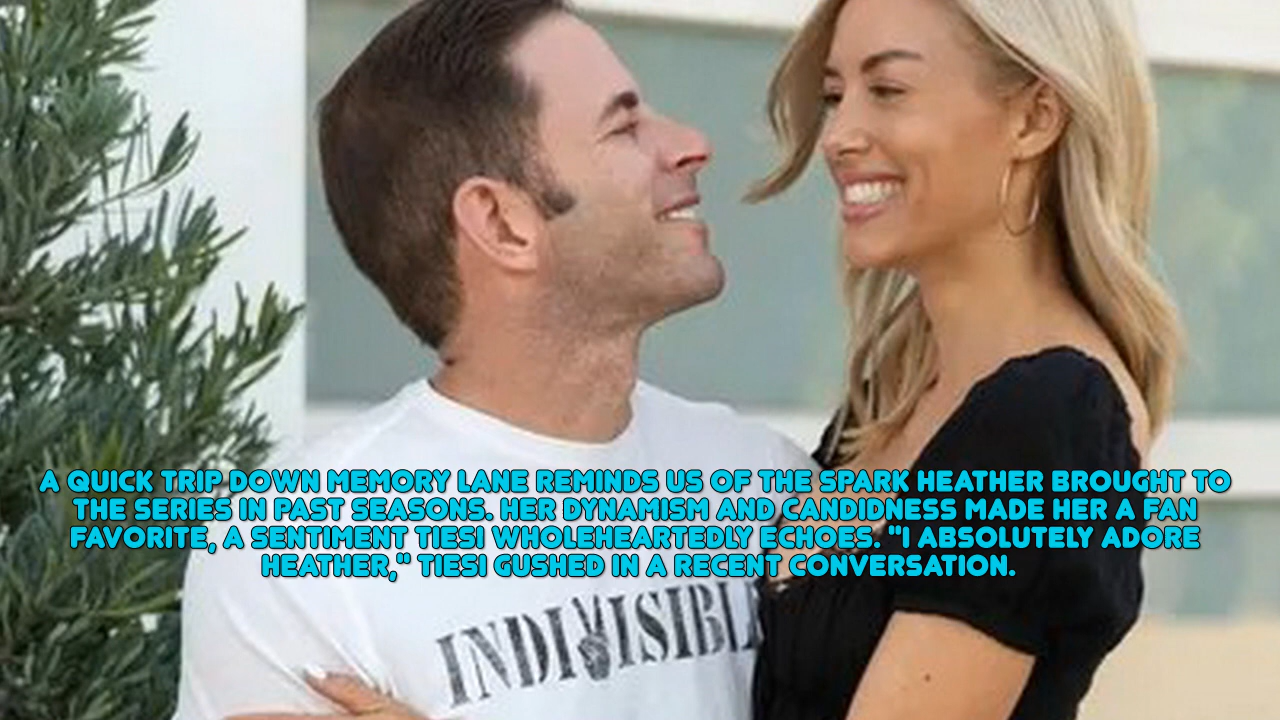 A QUICK TRIP DOWN MEMORY LANE REMINDS US OF THE SPARK HEATHER BROUGHT TO
THE SERIES IN PAST SEASONS. HER DYNAMISM AND CANDIDNESS MADE HER A FAN
FAVORITE, A SENTIMENT TIESI WHOLEHEARTEDLY ECHOES. "I ABSOLUTELY ADORE
HEATHER," TIESI GUSHED IN A RECENT CONVERSATION.
INDIVISIBLE